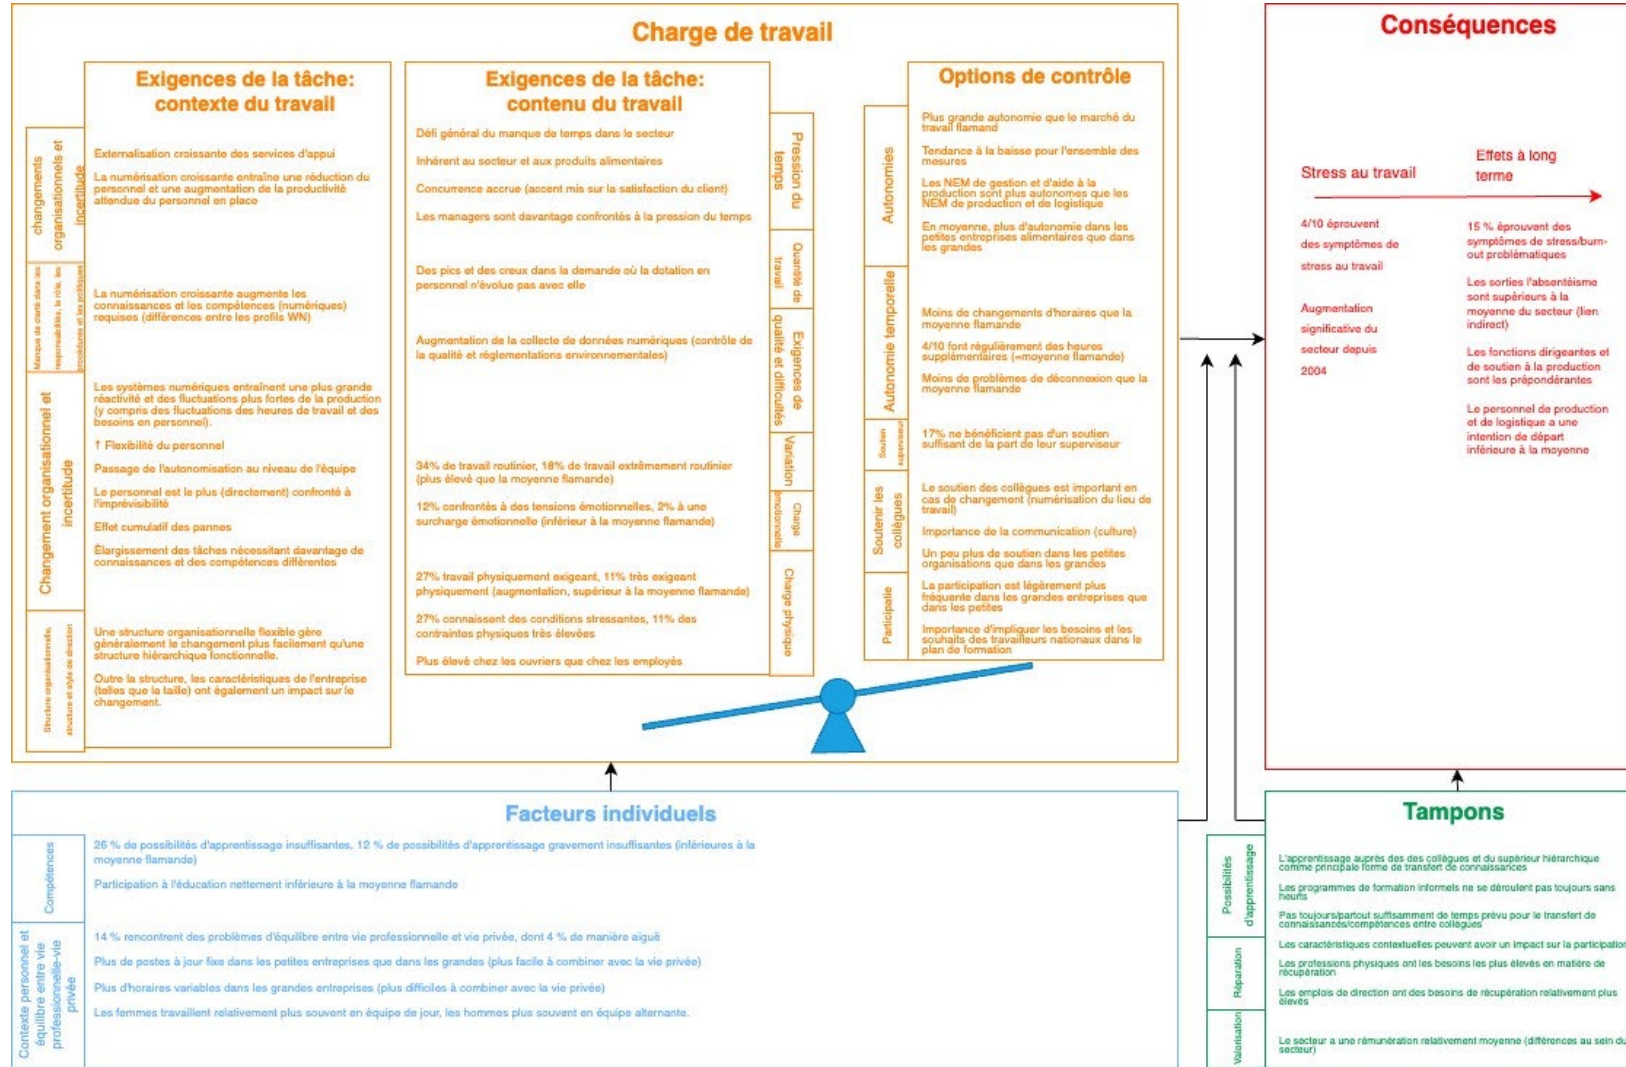 Charge de travail
Exigences de la tâche:
contexte du travail
changements
organisationnels et
incertitude
Externalisation croissante des services d'appui
La numérisation croissante entraîne une réduction du
personnel et une augmentation de la productivité
attendue du personnel en place
Manque de clarté dans les
responsabilités, le rôle, les
procédures et les politiques
La numérisation croissante augmente les
connaissances et les compétences (numériques)
requises (différences entre les profils WN)
Changement organisationnel et
incertitude
Les systèmes numériques entraînent une plus grande
réactivité et des fluctuations plus fortes de la production
(y compris des fluctuations des heures de travail et des
besoins en personnel).
↑ Flexibilité du personnel
Passage de l'autonomisation au niveau de l'équipe
Le personnel est le plus (directement) confronté à
l'imprévisibilité
Effet cumulatif des pannes
Élargissement des tâches nécessitant davantage de
connaissances et des compétences différentes
Structure organisationnelle,
structure et style de direction
Une structure organisationnelle flexible gère
généralement le changement plus facilement qu'une
structure hiérarchique fonctionnelle.
Outre la structure, les caractéristiques de l'entreprise
(telles que la taille) ont également un impact sur le
changement.
Exigences de la tâche:
contenu du travail
Pression du
temps
Défi général du manque de temps dans le secteur
Inhérent au secteur et aux produits alimentaires
Concurrence accrue (accent mis sur la satisfaction du client)
Les managers sont davantage confrontés à la pression du temps
Quantité de
travail
Des pics et des creux dans la demande où la dotation en
personnel n'évolue pas avec elle
Exigences de
qualité et difficultés
Augmentation de la collecte de données numériques (contrôle de
la qualité et réglementations environnementales)
Variation
34% de travail routinier, 18% de travail extrêmement routinier
(plus élevé que la moyenne flamande)
Charge
émotionnelle
12% confrontés à des tensions émotionnelles, 2% à une
surcharge émotionnelle (inférieur à la moyenne flamande)
Charge physique
27% travail physiquement exigeant, 11% très exigeant
physiquement (augmentation, supérieur à la moyenne flamande)
27% connaissent des conditions stressantes, 11% des
contraintes physiques très élevées
Plus élevé chez les ouvriers que chez les employés
Options de contrôle
Autonomies
Plus grande autonomie que le marché du
travail flamand
Tendance à la baisse pour l'ensemble des
mesures
Les NEM de gestion et d'aide à la
production sont plus autonomes que les
NEM de production et de logistique
En moyenne, plus d'autonomie dans les
petites entreprises alimentaires que dans
les grandes
Autonomie temporelle
Moins de changements d'horaires que la
moyenne flamande
4/10 font régulièrement des heures
supplémentaires (=moyenne flamande)
Moins de problèmes de déconnexion que la
moyenne flamande
Soutien
superviseur
17% ne bénéficient pas d'un soutien
suffisant de la part de leur superviseur
Soutenir les
collègues
Le soutien des collègues est important en
cas de changement (numérisation du lieu de
travail)
Importance de la communication (culture)
Un peu plus de soutien dans les petites
organisations que dans les grandes
Participatie
La participation est légèrement plus
fréquente dans les grandes entreprises que
dans les petites
Importance d'impliquer les besoins et les
souhaits des travailleurs nationaux dans le
plan de formation
Conséquences
Stress au travail
4/10 éprouvent
des symptômes de
stress au travail
Augmentation
significative du
secteur depuis
2004
Effets à long
terme
15 % éprouvent des
symptômes de stress/burn-
out problématiques
Les sorties l'absentéisme
sont supérieurs à la
moyenne du secteur (lien
indirect)
Les fonctions dirigeantes et
de soutien à la production
sont les prépondérantes
Le personnel de production
et de logistique a une
intention de départ
inférieure à la moyenne
Facteurs individuels
Compétences
26 % de possibilités d'apprentissage insuffisantes, 12 % de possibilités d'apprentissage gravement insuffisantes (inférieures à la
moyenne flamande)
Participation à l'éducation nettement inférieure à la moyenne flamande
Contexte personnel et
équilibre entre vie
professionnelle-vie
privée
14 % rencontrent des problèmes d'équilibre entre vie professionnelle et vie privée, dont 4 % de manière aiguë
Plus de postes à jour fixe dans les petites entreprises que dans les grandes (plus facile à combiner avec la vie privée)
Plus d'horaires variables dans les grandes entreprises (plus difficiles à combiner avec la vie privée)
Les femmes travaillent relativement plus souvent en équipe de jour, les hommes plus souvent en équipe alternante.
Tampons
Possibilités
d'apprentissage
L'apprentissage auprès des des collègues et du supérieur hiérarchique
comme principale forme de transfert de connaissances
Les programmes de formation informels ne se déroulent pas toujours sans
heurts
Pas toujours/partout suffisamment de temps prévu pour le transfert de
connaissances/compétences entre collègues
Les caractéristiques contextuelles peuvent avoir un impact sur la participation
Réparation
Les professions physiques ont les besoins les plus élevés en matière de
récupération
Les emplois de direction ont des besoins de récupération relativement plus
élevés
Valorisation
Le secteur a une rémunération relativement moyenne (différences au sein du
secteur)